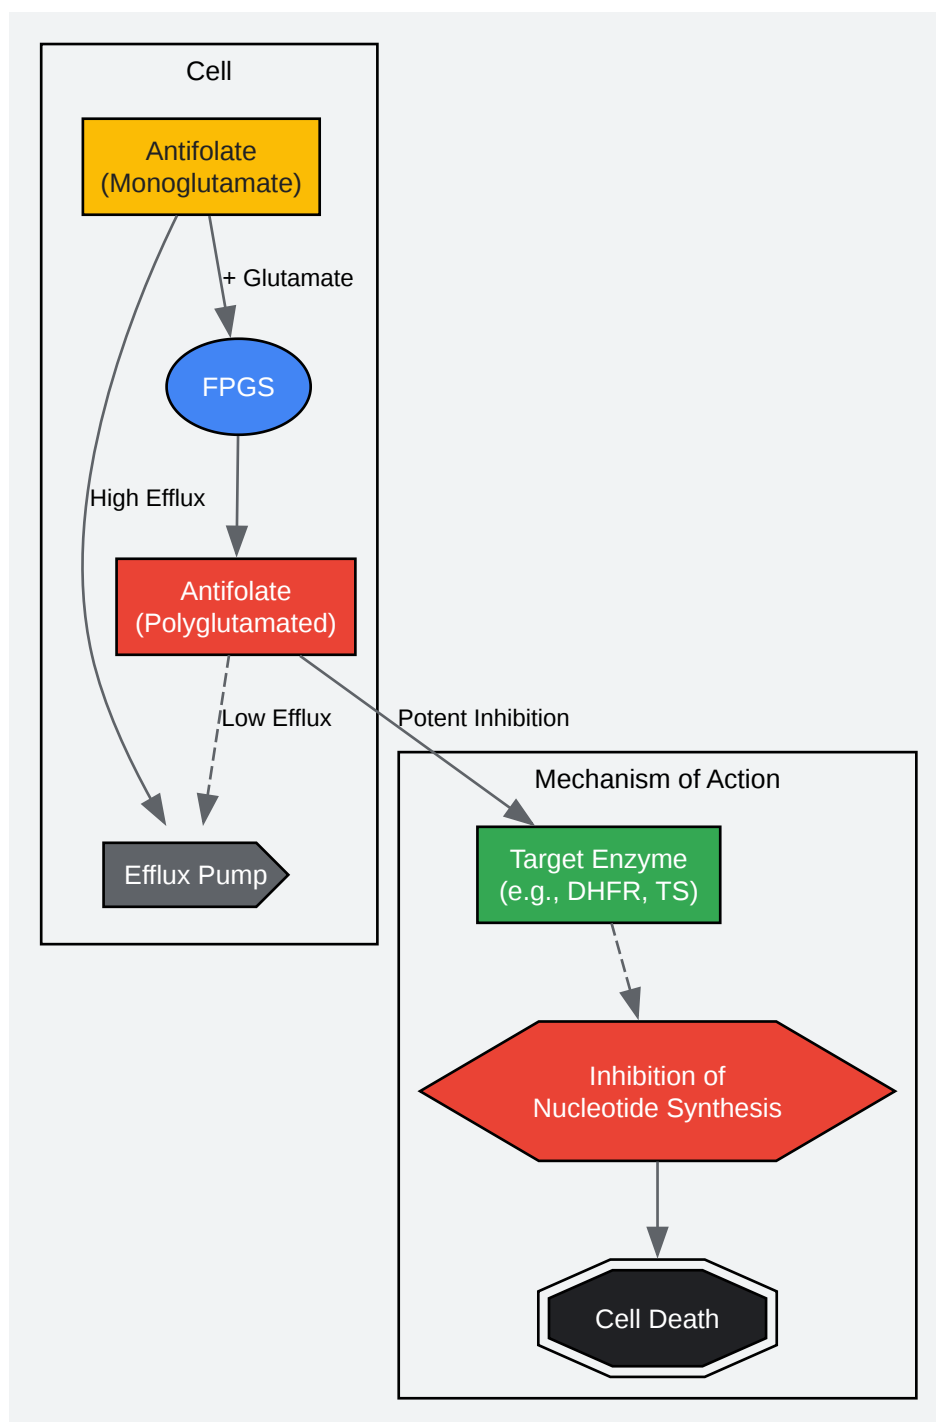 Cell
Antifolate
(Monoglutamate)
+ Glutamate
FPGS
High Efflux
Antifolate
(Polyglutamated)
Low Efflux
Potent Inhibition
Mechanism of Action
Target Enzyme
(e.g., DHFR, TS)
Efflux Pump
Inhibition of
Nucleotide Synthesis
Cell Death